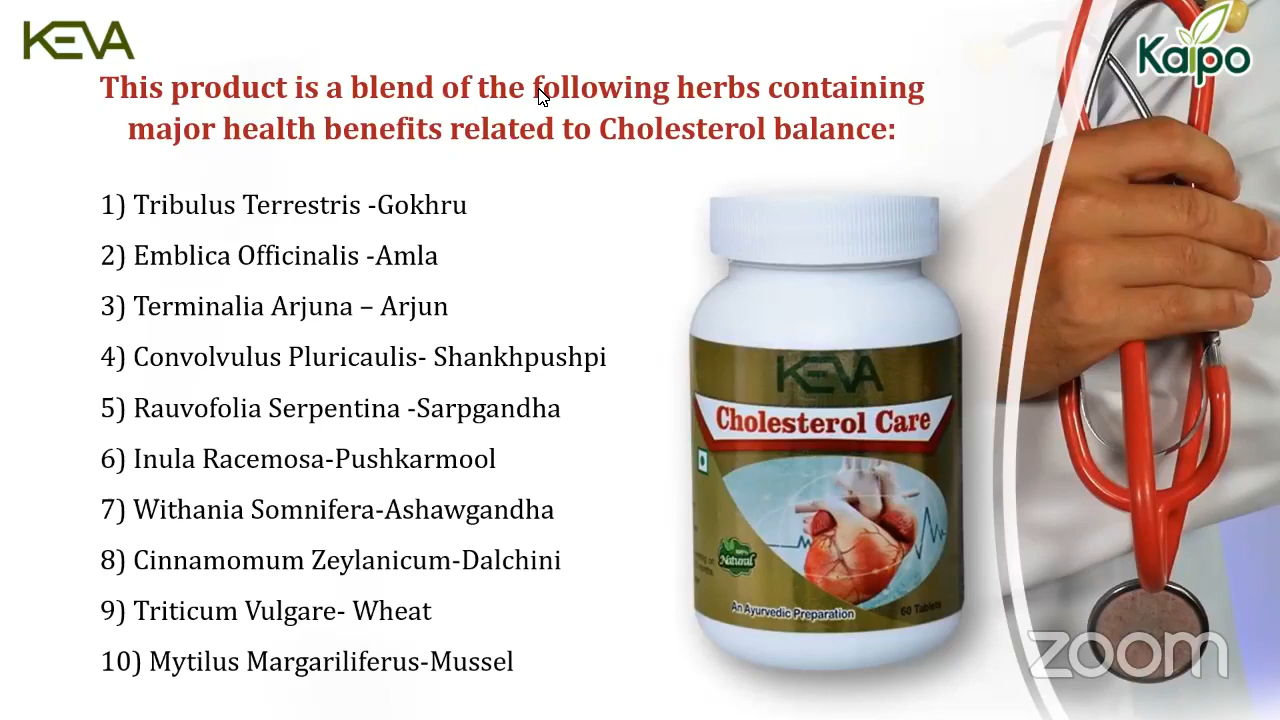 KEVA
Kaipo
This product is a blend of the following herbs containing
major health benefits related to Cholesterol balance:
1) Tribulus Terrestris -Gokhru
2) Emblica Officinalis -Amla
3) Terminalia Arjuna – Arjun
4) Convolvulus Pluricaulis- Shankhpushpi
5) Rauvofolia Serpentina -Sarpgandha
6) Inula Racemosa-Pushkarmool
7) Withania Somnifera-Ashawgandha
8) Cinnamomum Zeylanicum-Dalchini
9) Triticum Vulgare- Wheat
10) Mytilus Margariliferus-Mussel
KEVA
Cholesterol Care
100%
Natural
An Ayurvedic Preparation
60 Tablets
zoom